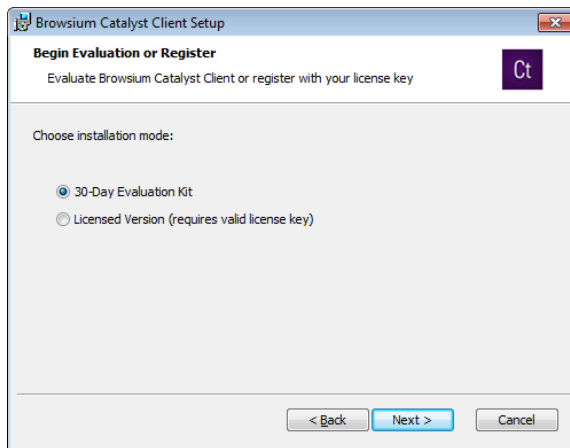 Browsium Catalyst Client Setup
Begin Evaluation or Register
Evaluate Browsium Catalyst Client or register with your license key
Ct
Choose installation mode:
30-Day Evaluation Kit
Licensed Version (requires valid license key)
< Back
Next >
Cancel